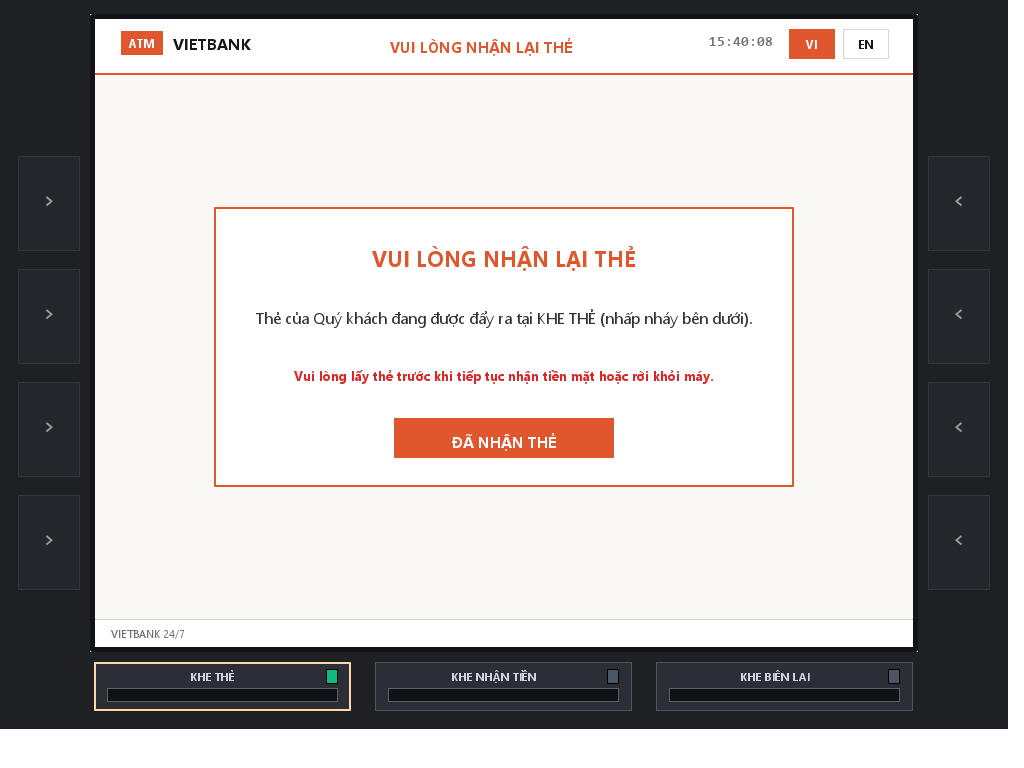 ATM VIETBANK VUI LÒNG NHẬN LẠI THẺ 15:40:08 VI EN
VUI LÒNG NHẬN LẠI THẺ
Thẻ của Quý khách đang được đẩy ra tại KHE THẺ (nhấp nháy bên dưới).
Vui lòng lấy thẻ trước khi tiếp tục nhận tiền mặt hoặc rời khỏi máy.
ĐÃ NHẬN THẺ
VIETBANK 24/7
KHE THẺ KHE NHẬN TIỀN KHE BIÊN LAI